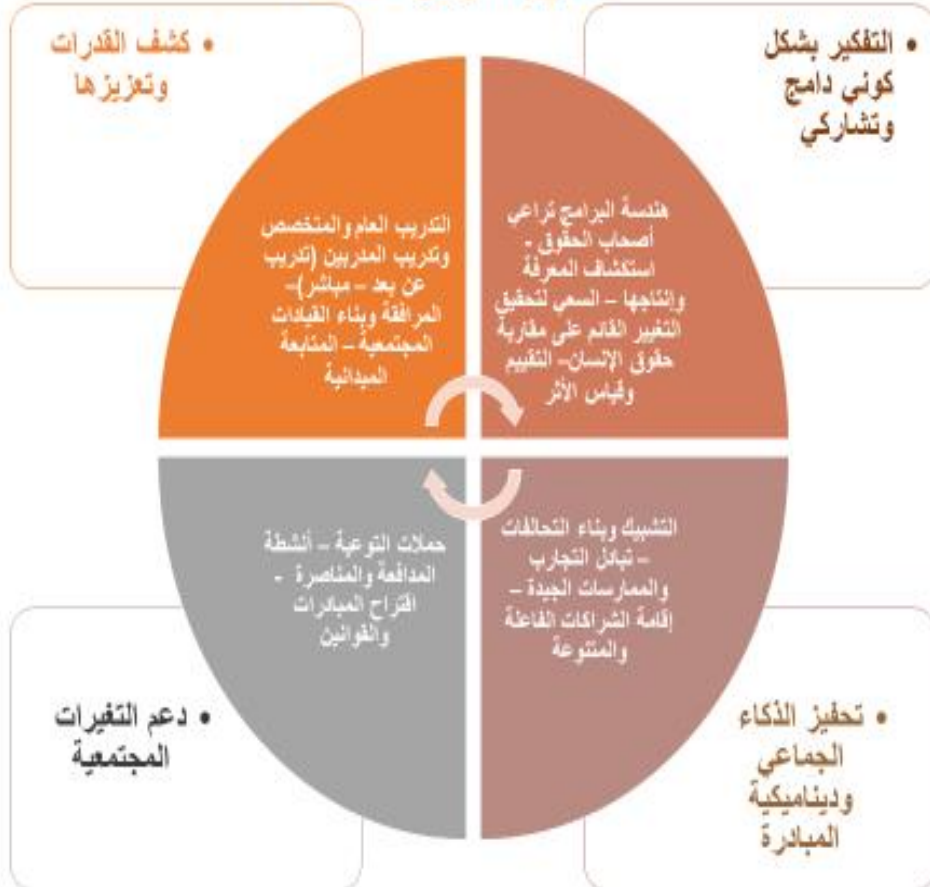 • التفكير بشكل
كوني دامج
وتشاركي
• كشف القدرات
وتعزيزها
هندسة البرامج تراعي
أصحاب الحقوق -
استكشاف المعرفة
وإنتاجها – السعي لتحقيق
التغيير القائم على مقاربة
حقوق الإنسان– التقييم
وقياس الأثر
التدريب العام والمتخصص
وتدريب المدربين (تدريب
عن بعد – مباشر)–
المرافقة وبناء القيادات
المجتمعية – المتابعة
الميدانية
التشبيك وبناء التحالفات
– تبادل التجارب
والممارسات الجيدة –
إقامة الشراكات الفاعلة
والمتنوعة
حملات التوعية – أنشطة
المدافعة والمناصرة -
اقتراح المبادرات
والقوانين
• تحفيز الذكاء
الجماعي
وديناميكية
المبادرة
• دعم التغيرات
المجتمعية